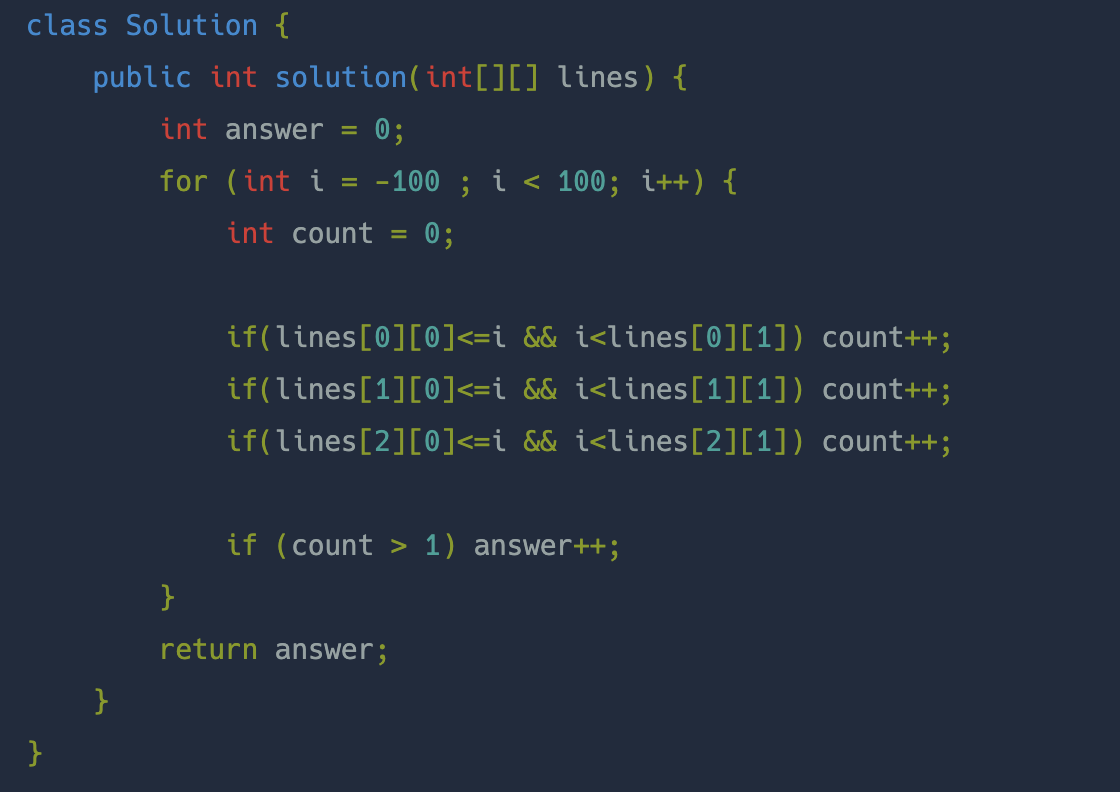 class Solution {
    public int solution(int[][] lines) {
        int answer = 0;
        for (int i = -100 ; i < 100; i++) {
            int count = 0;

            if(lines[0][0]<=i && i<lines[0][1]) count++;
            if(lines[1][0]<=i && i<lines[1][1]) count++;
            if(lines[2][0]<=i && i<lines[2][1]) count++;

            if (count > 1) answer++;
        }
        return answer;
    }
}